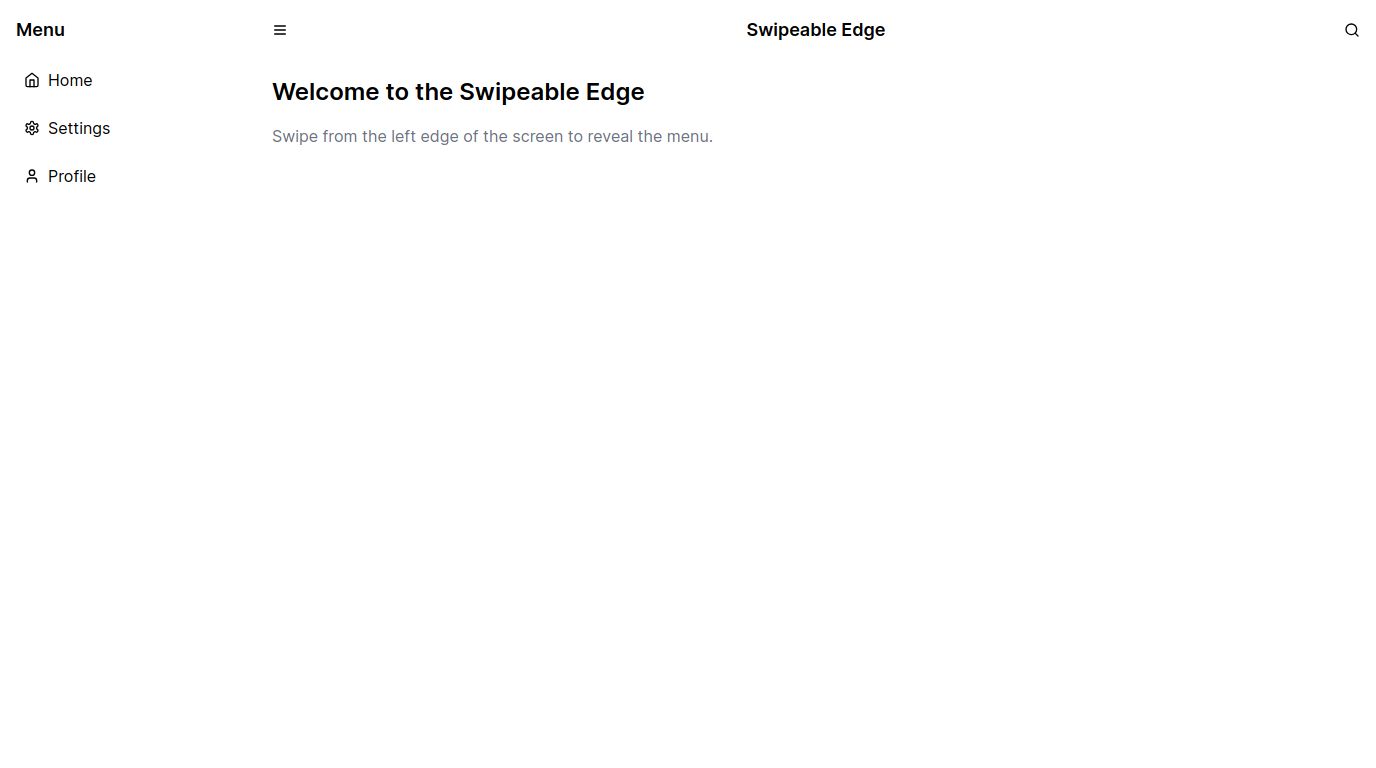 Menu
Home
Settings
Profile
Swipeable Edge
Welcome to the Swipeable Edge
Swipe from the left edge of the screen to reveal the menu.